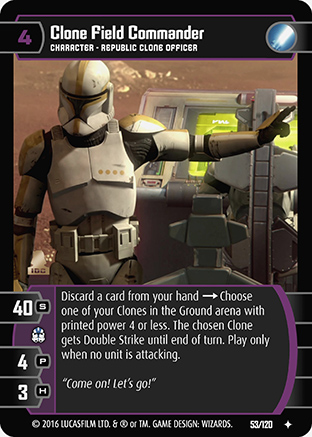 4 Clone Field Commander
CHARACTER • REPUBLIC CLONE OFFICER
40 S
4 P
3 H
Discard a card from your hand → Choose
one of your Clones in the Ground arena with
printed power 4 or less. The chosen Clone
gets Double Strike until end of turn. Play only
when no unit is attacking.
“Come on! Let’s go!”
© 2016 LUCASFILM LTD. & ® or TM. GAME DESIGN: WIZARDS. 53/120